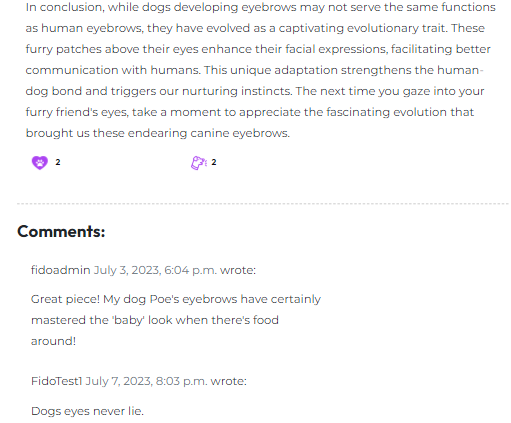 In conclusion, while dogs developing eyebrows may not serve the same functions
as human eyebrows, they have evolved as a captivating evolutionary trait. These
furry patches above their eyes enhance their facial expressions, facilitating better
communication with humans. This unique adaptation strengthens the human-
dog bond and triggers our nurturing instincts. The next time you gaze into your
furry friend's eyes, take a moment to appreciate the fascinating evolution that
brought us these endearing canine eyebrows.
2 2
Comments:
fidoadmin July 3, 2023, 6:04 p.m. wrote:
Great piece! My dog Poe's eyebrows have certainly
mastered the 'baby' look when there's food
around!
FidoTest1 July 7, 2023, 8:03 p.m. wrote:
Dogs eyes never lie.